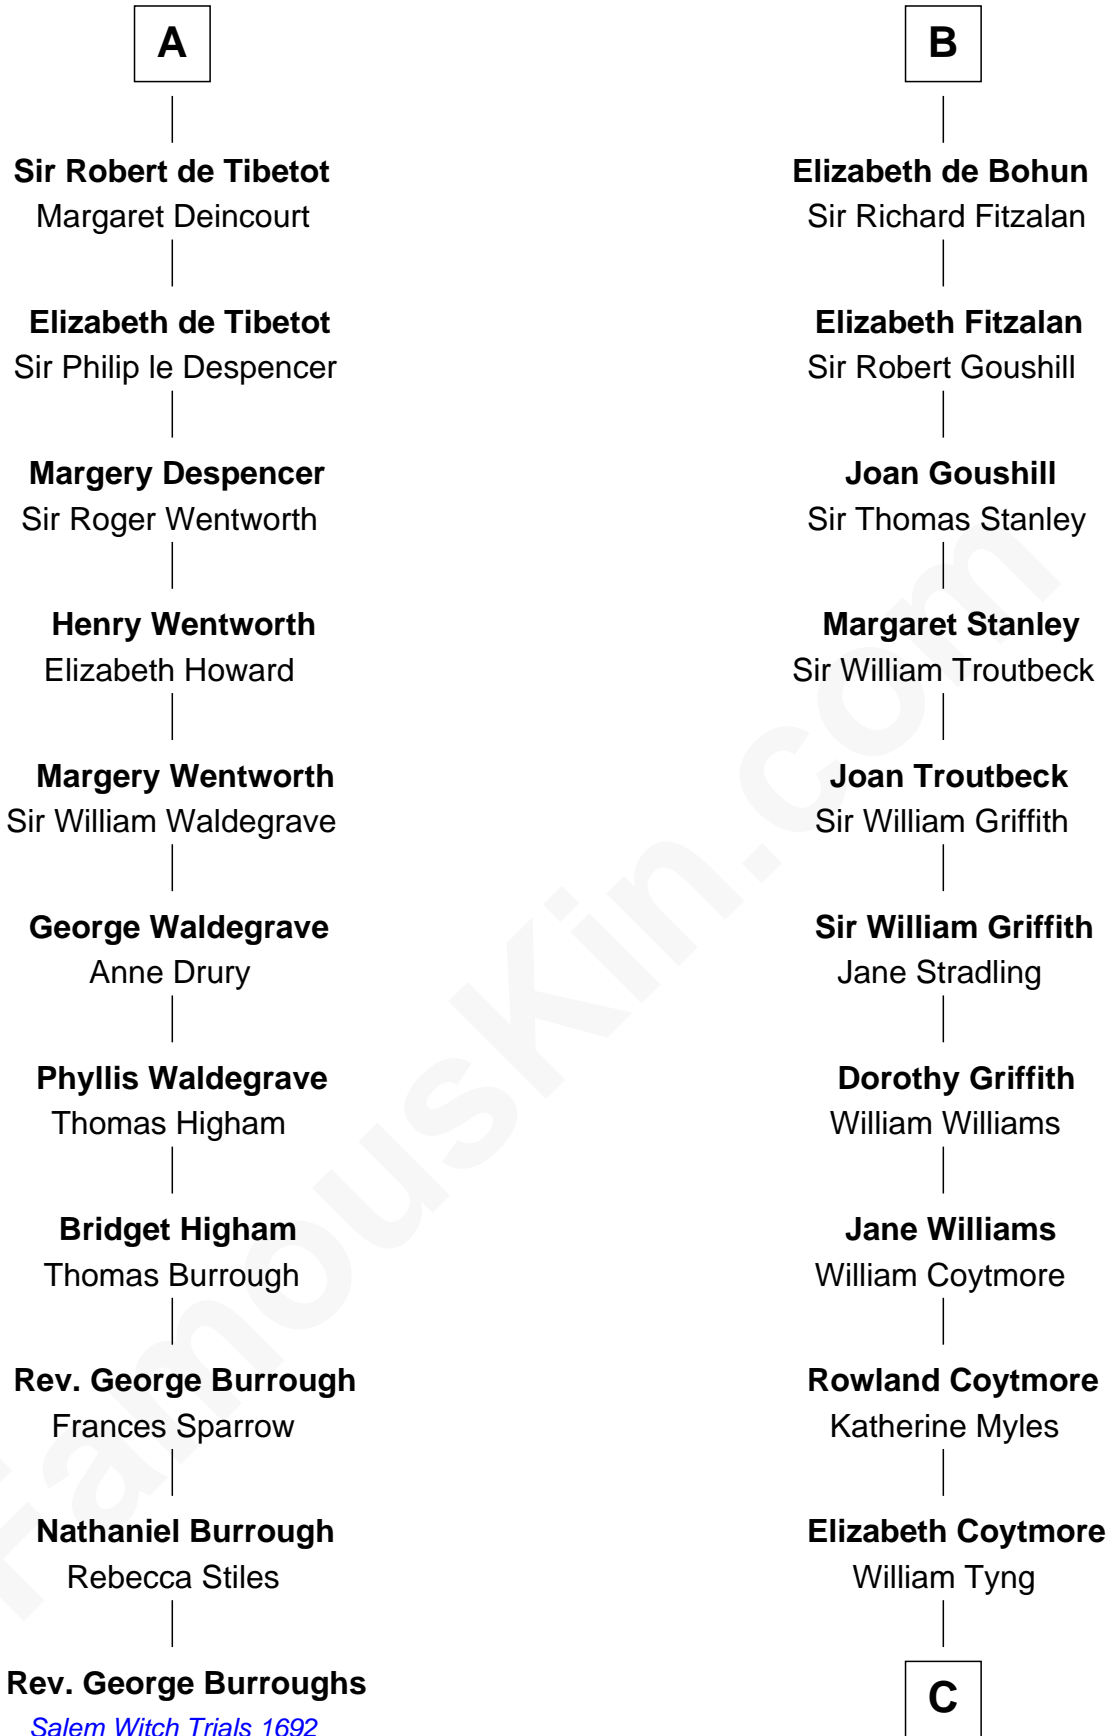 A
Sir Robert de Tibetot
Margaret Deincourt
Elizabeth de Tibetot
Sir Philip le Despencer
Margery Despencer
Sir Roger Wentworth
Henry Wentworth
Elizabeth Howard
Margery Wentworth
Sir William Waldegrave
George Waldegrave
Anne Drury
Phyllis Waldegrave
Thomas Higham
Bridget Higham
Thomas Burrough
Rev. George Burrough
Frances Sparrow
Nathaniel Burrough
Rebecca Stiles
Rev. George Burroughs
Salem Witch Trials 1692
B
Elizabeth de Bohun
Sir Richard Fitzalan
Elizabeth Fitzalan
Sir Robert Goushill
Joan Goushill
Sir Thomas Stanley
Margaret Stanley
Sir William Troutbeck
Joan Troutbeck
Sir William Griffith
Sir William Griffith
Jane Stradling
Dorothy Griffith
William Williams
Jane Williams
William Coytmore
Rowland Coytmore
Katherine Myles
Elizabeth Coytmore
William Tyng
C
FamousKin.com